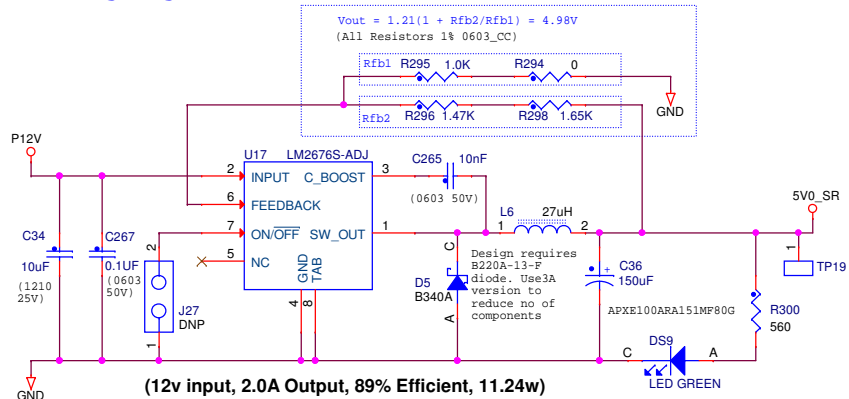 Vout = 1.21(1 + Rfb2/Rfb1) = 4.98V
(All Resistors 1% 0603_CC)
Rfb1
R295
1.0K
R294
0
GND
Rfb2
R296
1.47K
R298
1.65K
P12V
U17
LM2676S-ADJ
C265
10nF
(0603 50V)
2
INPUT
C_BOOST
3
6
FEEDBACK
7
ON/OFF
SW_OUT
1
5
NC
GND
TAB
4
8
L6
27uH
1
2
5V0_SR
1
TP19
C34
10uF
(1210
25V)
C267
0.1UF
(0603
50V)
2
J27
DNP
1
C
D5
B340A
A
Design requires
B220A-13-F
diode. Use3A
version to
reduce no of
components
+
C36
150uF
APXE100ARA151MF80G
R300
560
DS9
C
A
LED GREEN
GND
(12v input, 2.0A Output, 89% Efficient, 11.24w)